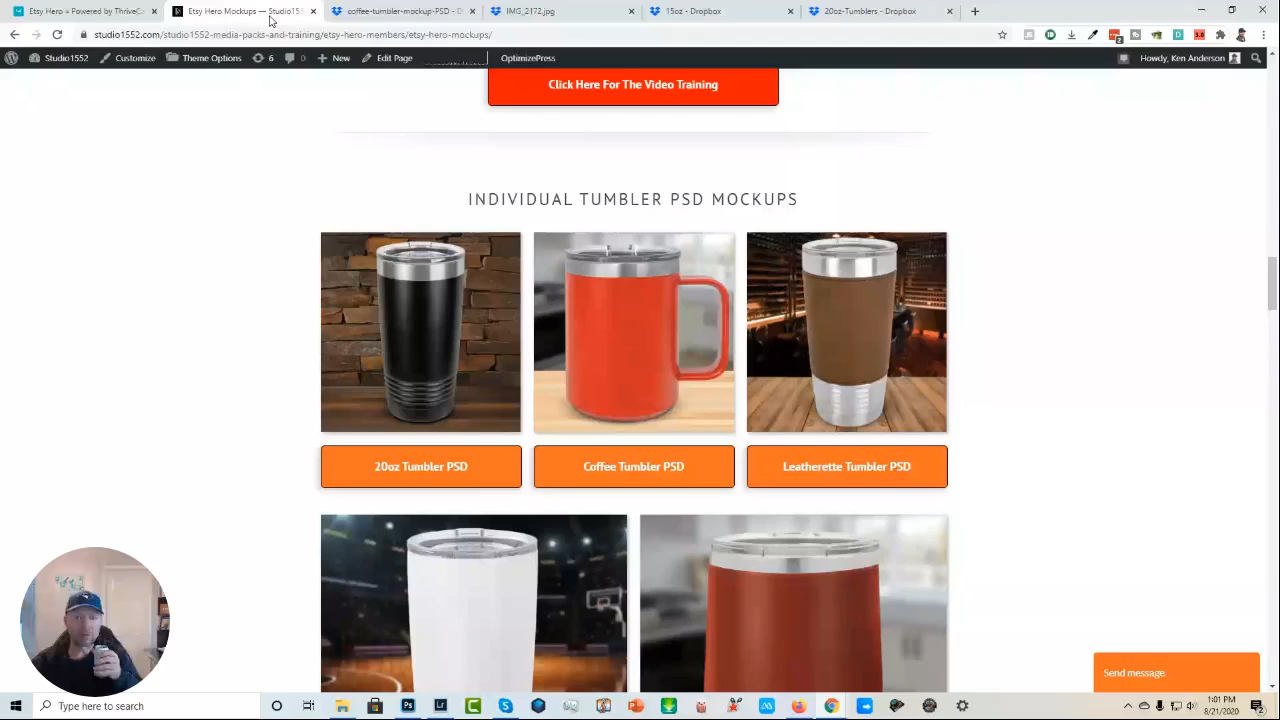 Etsy Hero » Powered by ThriveCa
Etsy Hero Mockups — Studio15
coffee-tumbler-mockup-PSD - D
IMG_2172.jpg
15oz - Dropbox
20oz-Tumbler - Dropbox
studio1552.com/studio1552-media-packs-and-training/etsy-hero-members/etsy-hero-mockups/
Studio1552
Customize
Theme Options
6
0
New
Edit Page
OptimizePress
Howdy, Ken Anderson
Click Here For The Video Training
INDIVIDUAL TUMBLER PSD MOCKUPS
20oz Tumbler PSD
Coffee Tumbler PSD
Leatherette Tumbler PSD
Send message
Type here to search
1:01 PM
8/21/2020